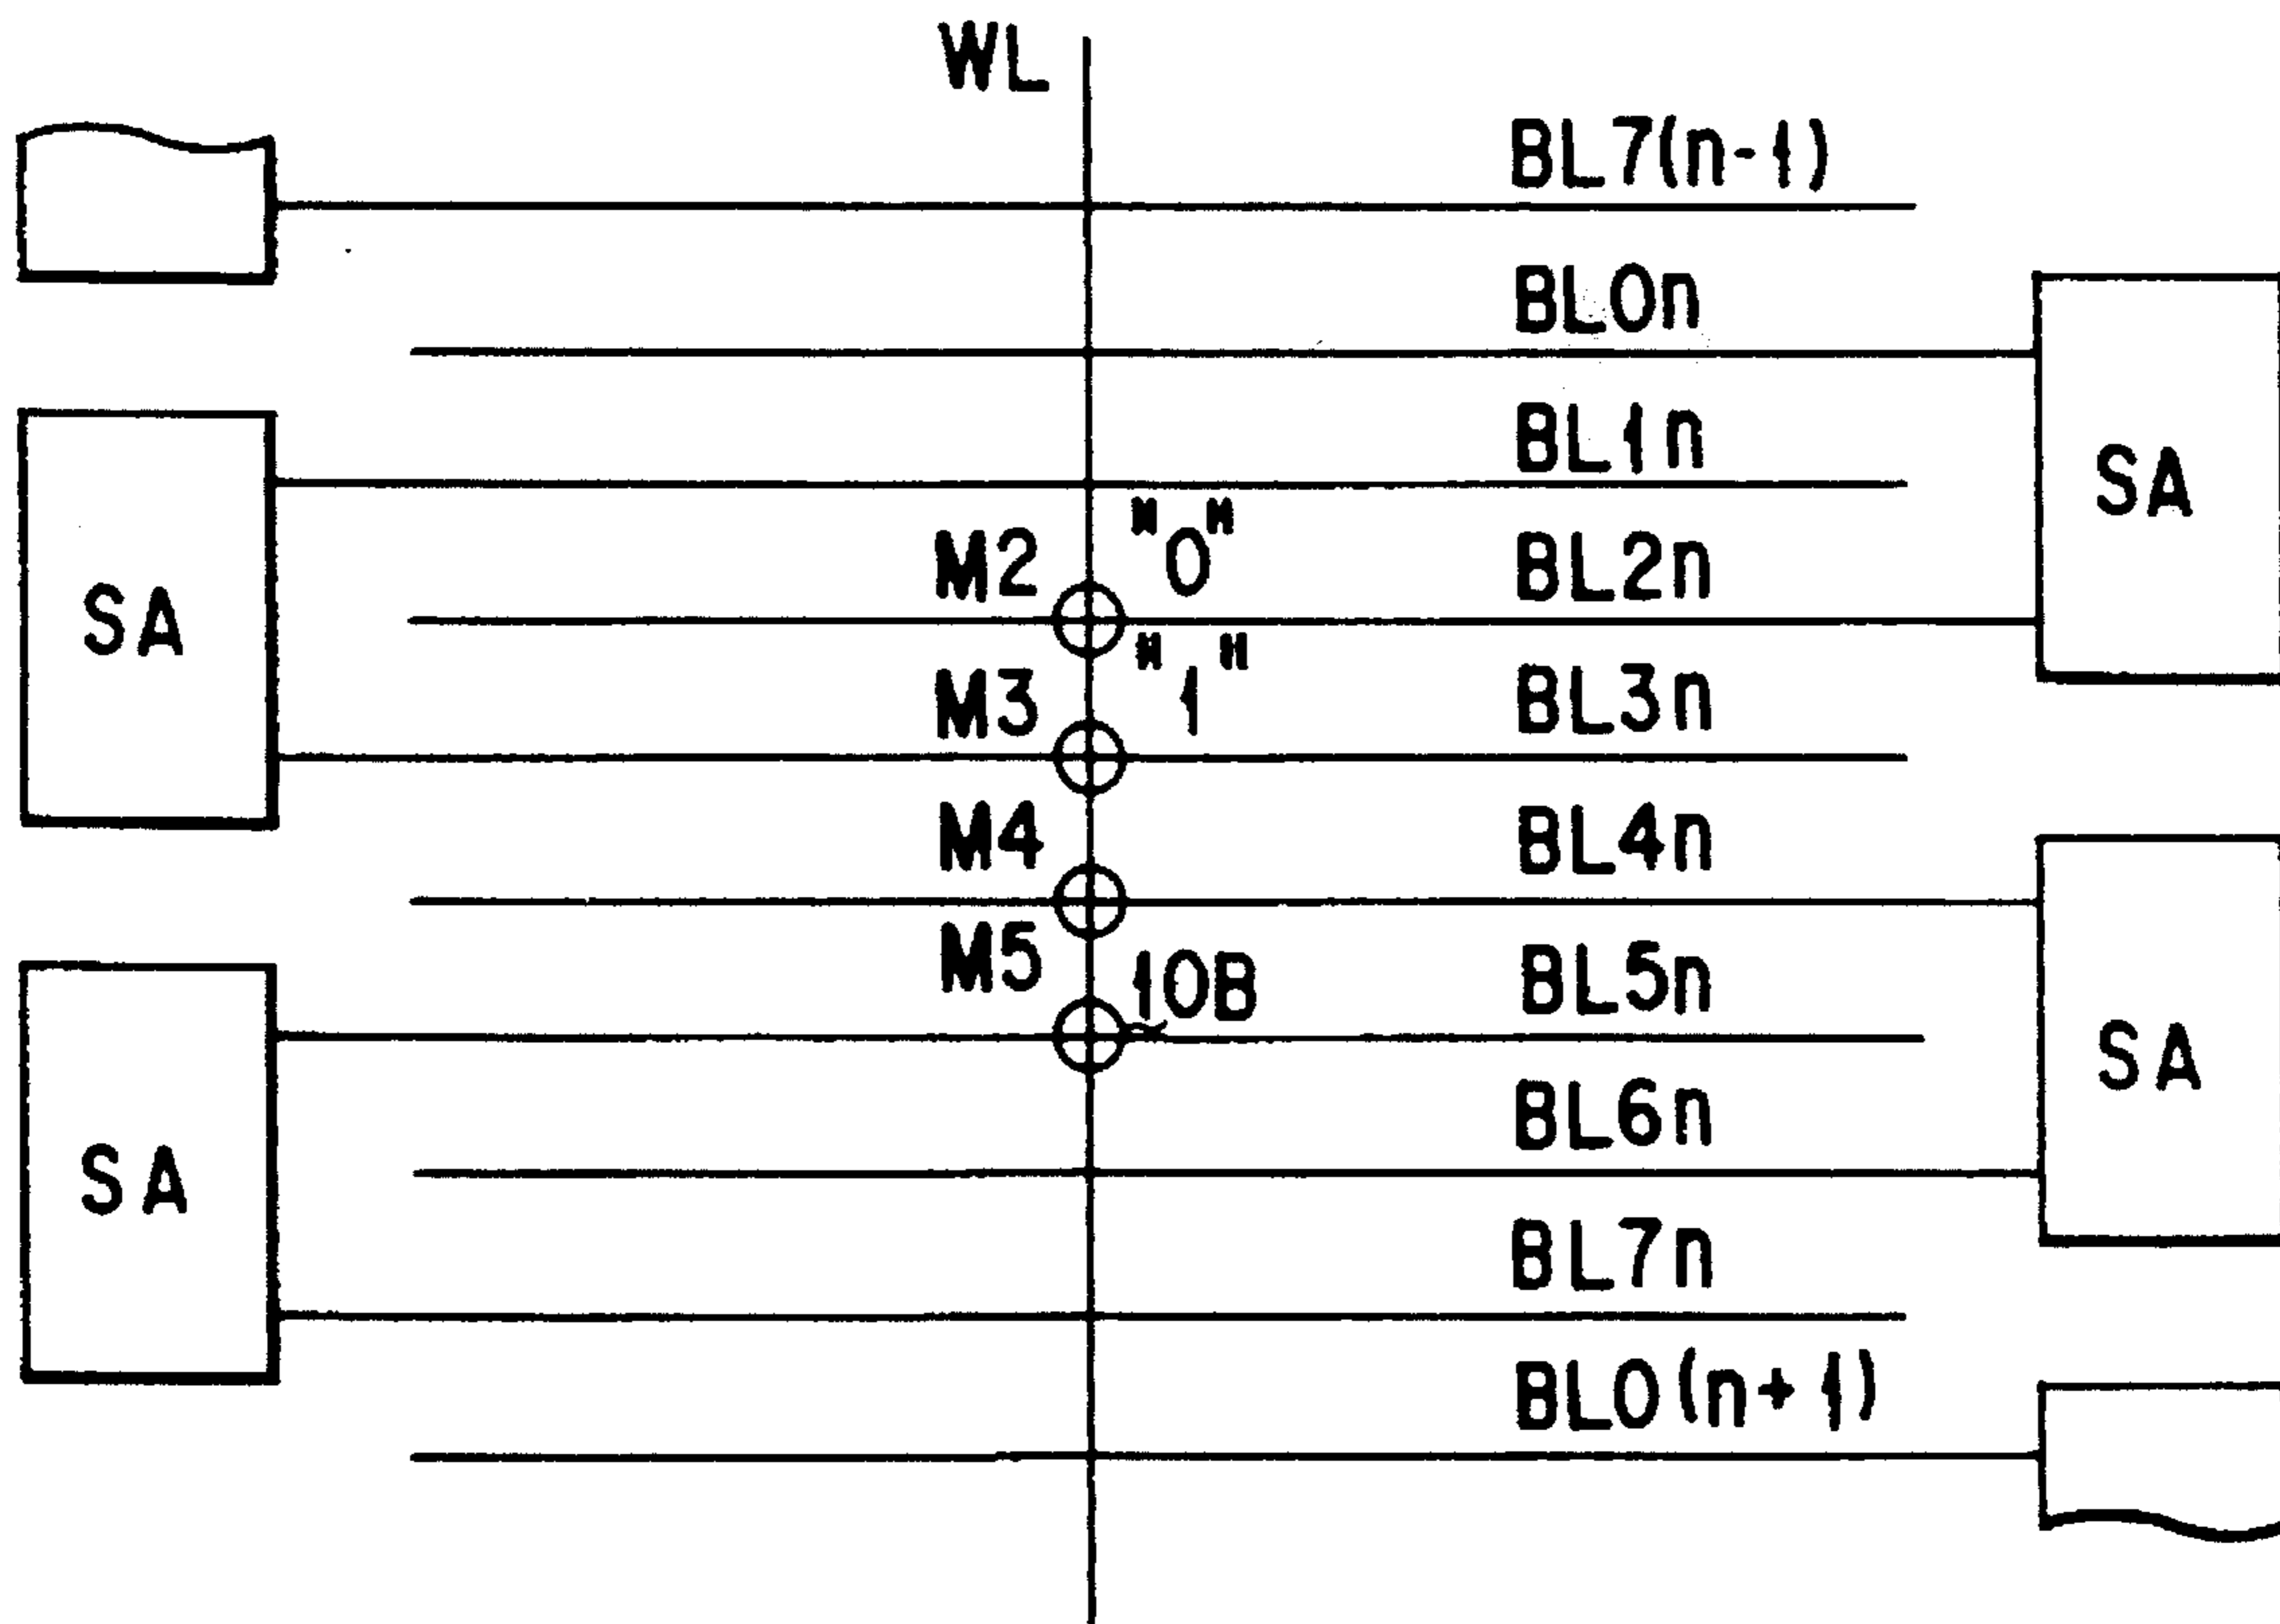 WL
BL7(n-1)
BL0n
BL1n
SA
M2
"0"
BL2n
SA
M3
"1"
BL3n
M4
BL4n
M5
10B
BL5n
SA
BL6n
SA
BL7n
BL0(n+1)